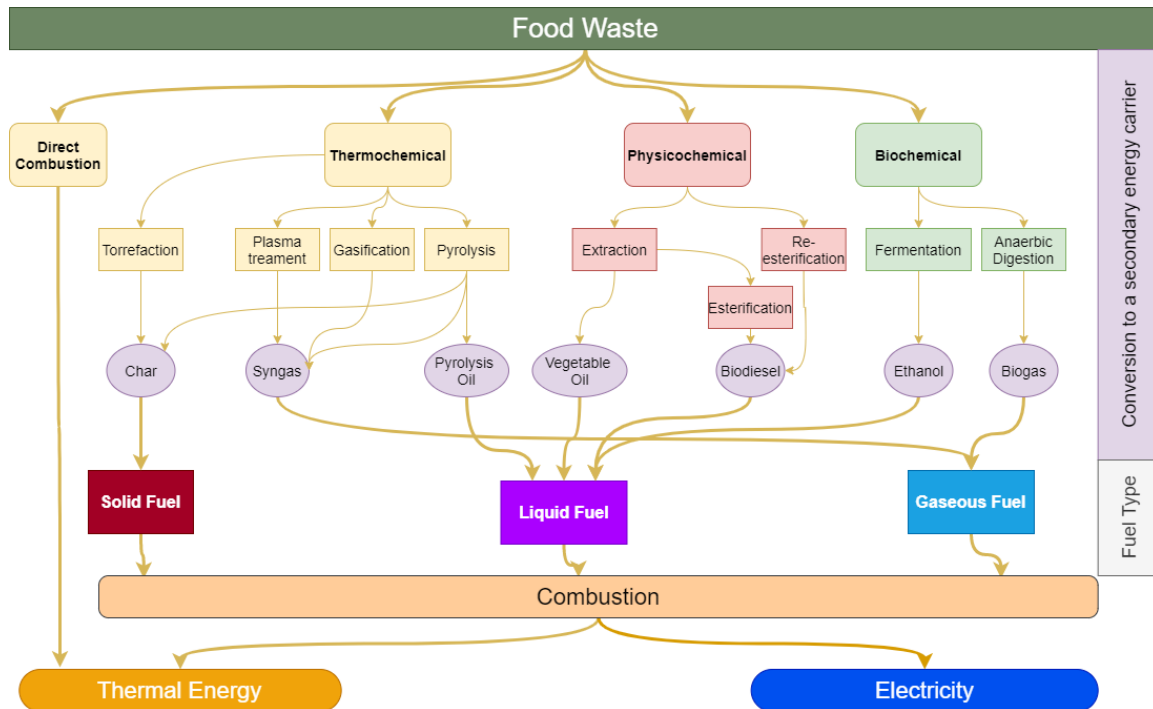 Food Waste
Conversion to a secondary energy carrier
Direct
Combustion
Thermochemical
Physicochemical
Biochemical
Torrefaction
Plasma
treament
Gasification
Pyrolysis
Extraction
Re-
esterification
Fermentation
Anaerbic
Digestion
Esterification
Char
Syngas
Pyrolysis
Oil
Vegetable
Oil
Biodiesel
Ethanol
Biogas
Fuel Type
Solid Fuel
Liquid Fuel
Gaseous Fuel
Combustion
Thermal Energy
Electricity